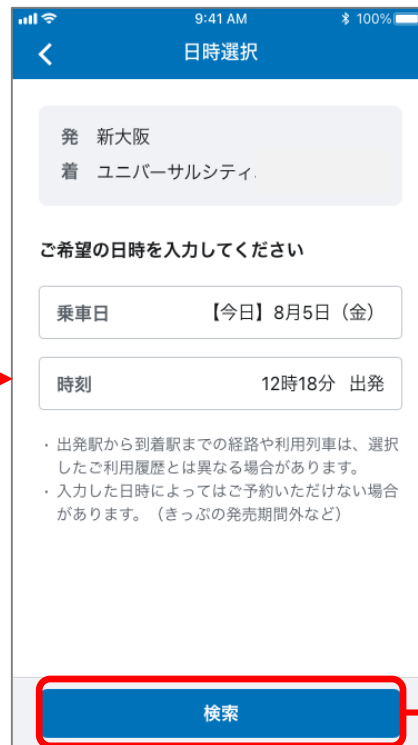 9:41 AM 100%
日時選択
発 新大阪
着 ユニバーサルシティ
ご希望の日時を入力してください
乗車日 【今日】8月5日（金）
時刻 12時18分 出発
・出発駅から到着駅までの経路や利用列車は、選択
したご利用履歴とは異なる場合があります。
・入力した日時によってはご予約いただけない場合
があります。（きっぷの発売期間外など）
検索